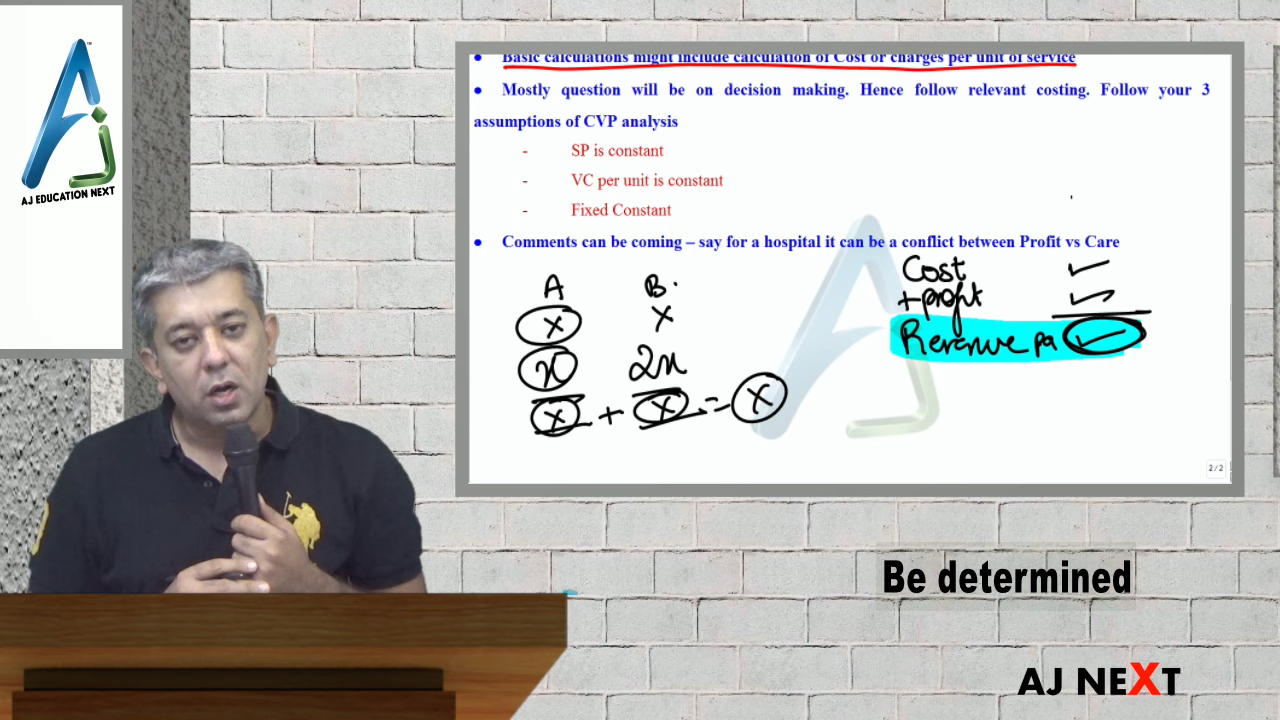 AJ EDUCATION NEXT
TM
● Basic calculations might include calculation of Cost or charges per unit of service
● Mostly question will be on decision making. Hence follow relevant costing. Follow your 3
assumptions of CVP analysis
- SP is constant
- VC per unit is constant
- Fixed Constant
● Comments can be coming – say for a hospital it can be a conflict between Profit vs Care
A B.
x x
x 2x
x + x = x
Cost ✓
+ profit ✓
Revenue pa ✓
2/2
Be determined
AJ NEXT